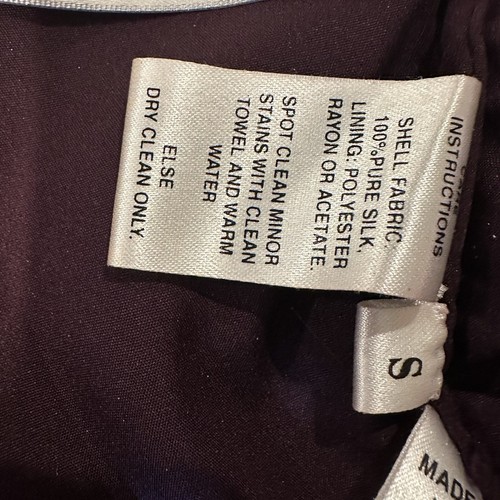 CARE
INSTRUCTIONS
SHELL FABRIC
100%PURE SILK,
LINING: POLYESTER
RAYON OR ACETATE.
SPOT CLEAN MINOR
STAINS WITH CLEAN
TOWEL AND WARM
WATER
ELSE
DRY CLEAN ONLY.
S
MADE